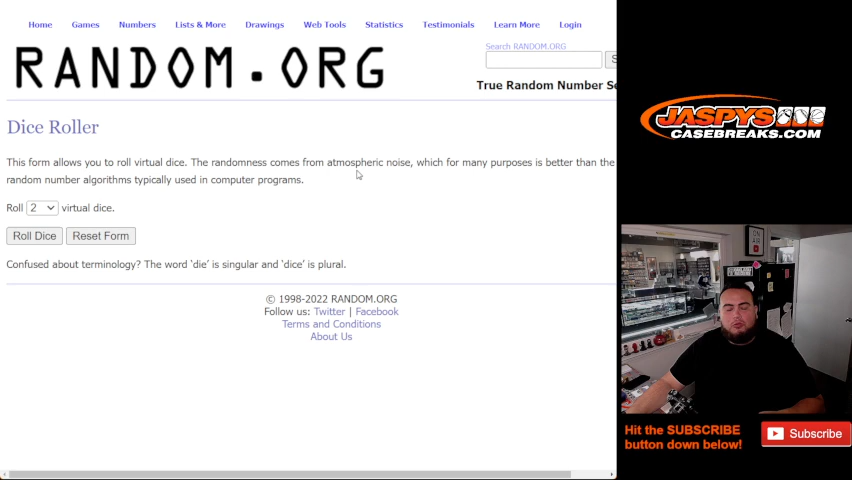 Home Games Numbers Lists & More Drawings Web Tools Statistics Testimonials Learn More Login
RANDOM.ORG
Search RANDOM.ORG
True Random Number Se
Dice Roller
This form allows you to roll virtual dice. The randomness comes from atmospheric noise, which for many purposes is better than the
random number algorithms typically used in computer programs.
Roll 2 virtual dice.
Roll Dice Reset Form
Confused about terminology? The word ‘die’ is singular and ‘dice’ is plural.
© 1998-2022 RANDOM.ORG
Follow us: Twitter | Facebook
Terms and Conditions
About Us
JASPYS
CASEBREAKS.COM
ON
AIR
Hit the SUBSCRIBE
button down below!
Subscribe